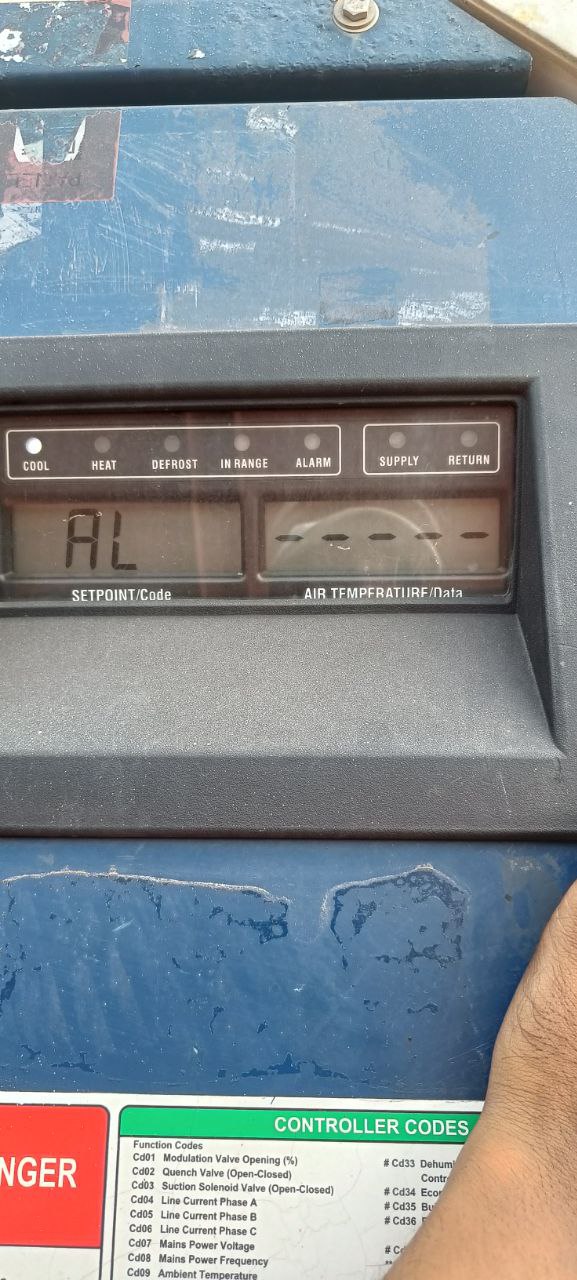 COOL HEAT DEFROST IN RANGE ALARM SUPPLY RETURN
AL - - - - -
SETPOINT/Code AIR TEMPERATURE/Data
NGER
CONTROLLER CODES
Function Codes
Cd01 Modulation Valve Opening (%)
Cd02 Quench Valve (Open-Closed)
Cd03 Suction Solenoid Valve (Open-Closed)
Cd04 Line Current Phase A
Cd05 Line Current Phase B
Cd06 Line Current Phase C
Cd07 Mains Power Voltage
Cd08 Mains Power Frequency
Cd09 Ambient Temperature
# Cd33
# Cd34
# Cd35
# Cd36